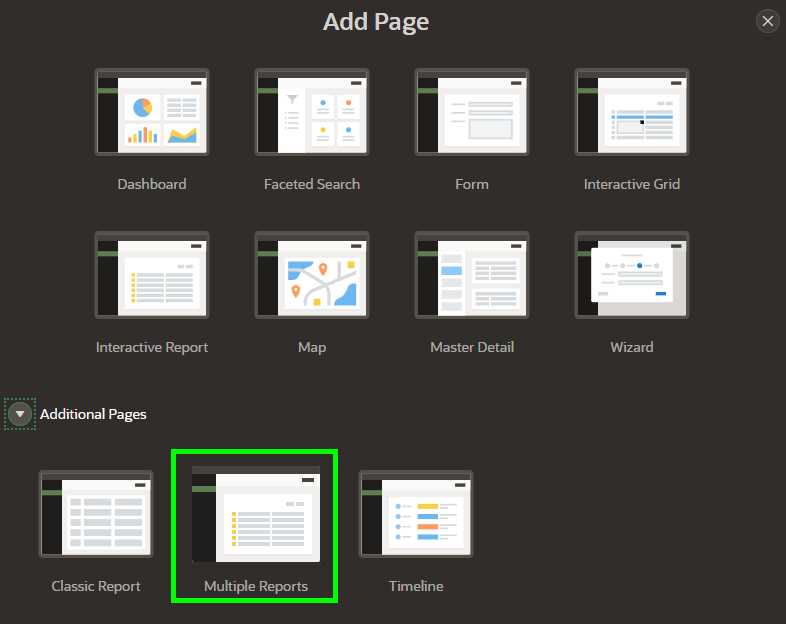 Add Page
Dashboard
Faceted Search
Form
Interactive Grid
Interactive Report
Map
Master Detail
Wizard
Additional Pages
Classic Report
Multiple Reports
Timeline